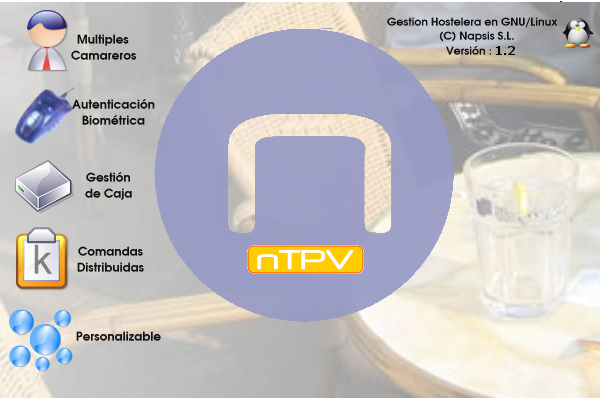 Multiples
Camareros
Autenticación
Biométrica
Gestión
de Caja
Comandas
k
Distribuidas
Personalizable
n
nTPV
Gestion Hostelera en GNU/Linux
(C) Napsis S.L.
Versión : 1.2